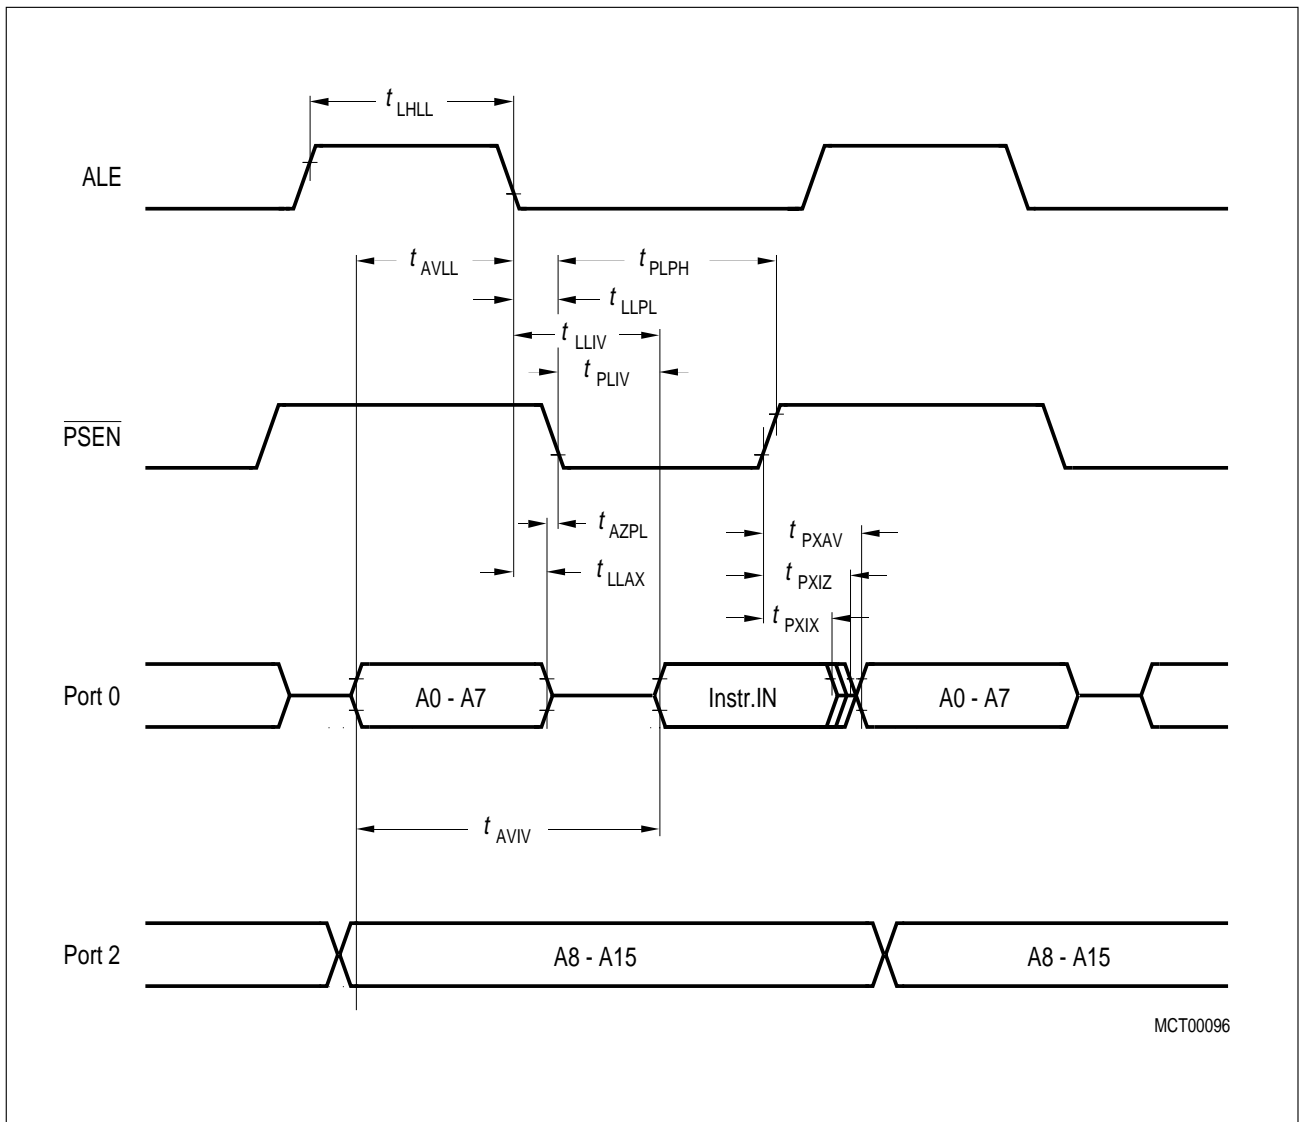 t LHLL
ALE
t AVLL
t PLPH
t LLPL
t LLIV
t PLIV
PSEN
t AZPL
t PXAV
t LLAX
t PXIZ
t PXIX
Port 0
A0 - A7
Instr.IN
A0 - A7
t AVIV
Port 2
A8 - A15
A8 - A15
MCT00096